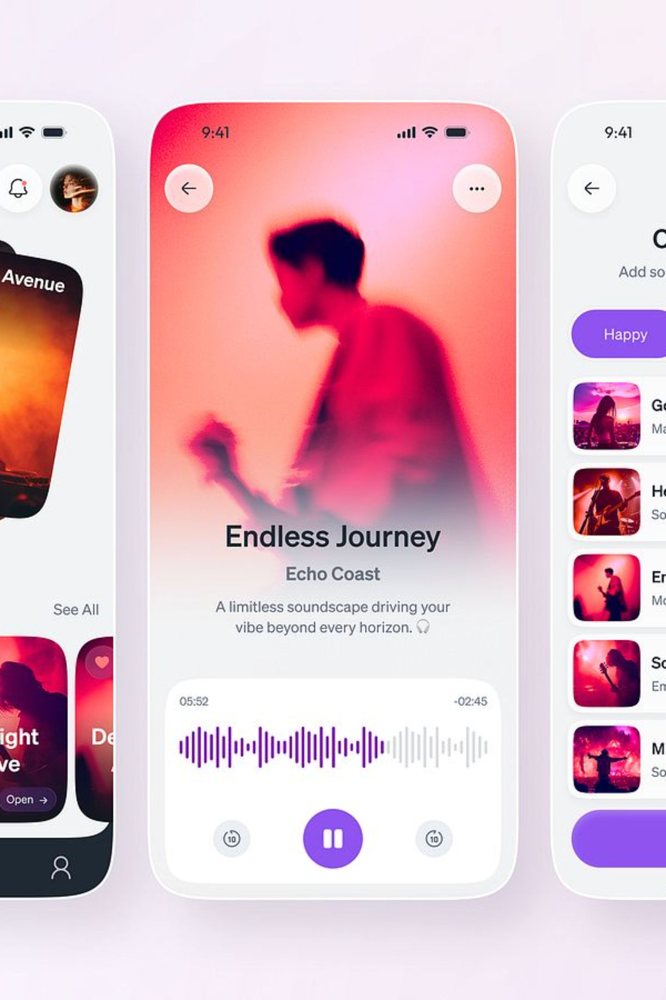 Avenue
See All
ight
ve
De
Open →
9:41
Endless Journey
Echo Coast
A limitless soundscape driving your
vibe beyond every horizon. 🎧
05:52
-02:45
10
10
9:41
Add so
Happy
Go
Ma
He
So
En
Mo
So
Em
M
So